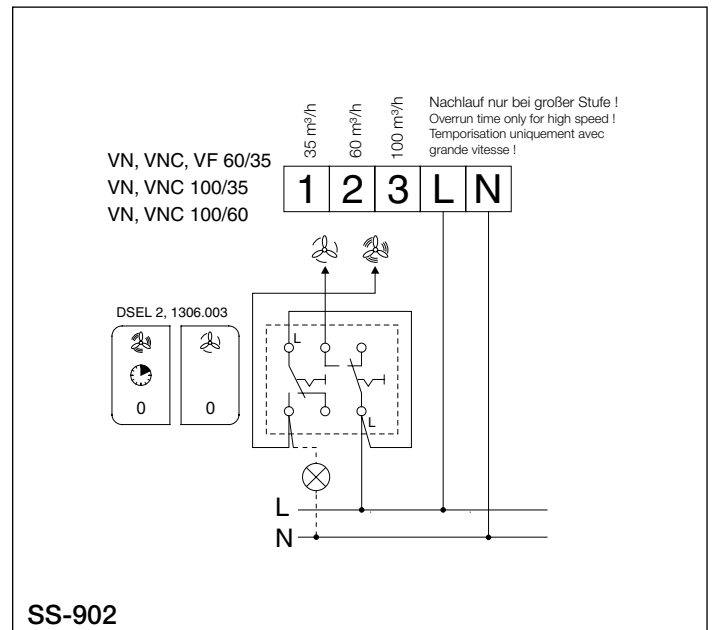 35 m³/h
60 m³/h
100 m³/h
Nachlauf nur bei großer Stufe !
Overrun time only for high speed !
Temporisation uniquement avec
grande vitesse !
VN, VNC, VF 60/35
VN, VNC 100/35
VN, VNC 100/60
1 2 3 L N
DSEL 2, 1306.003
0 0
L
L
L
N
SS-902